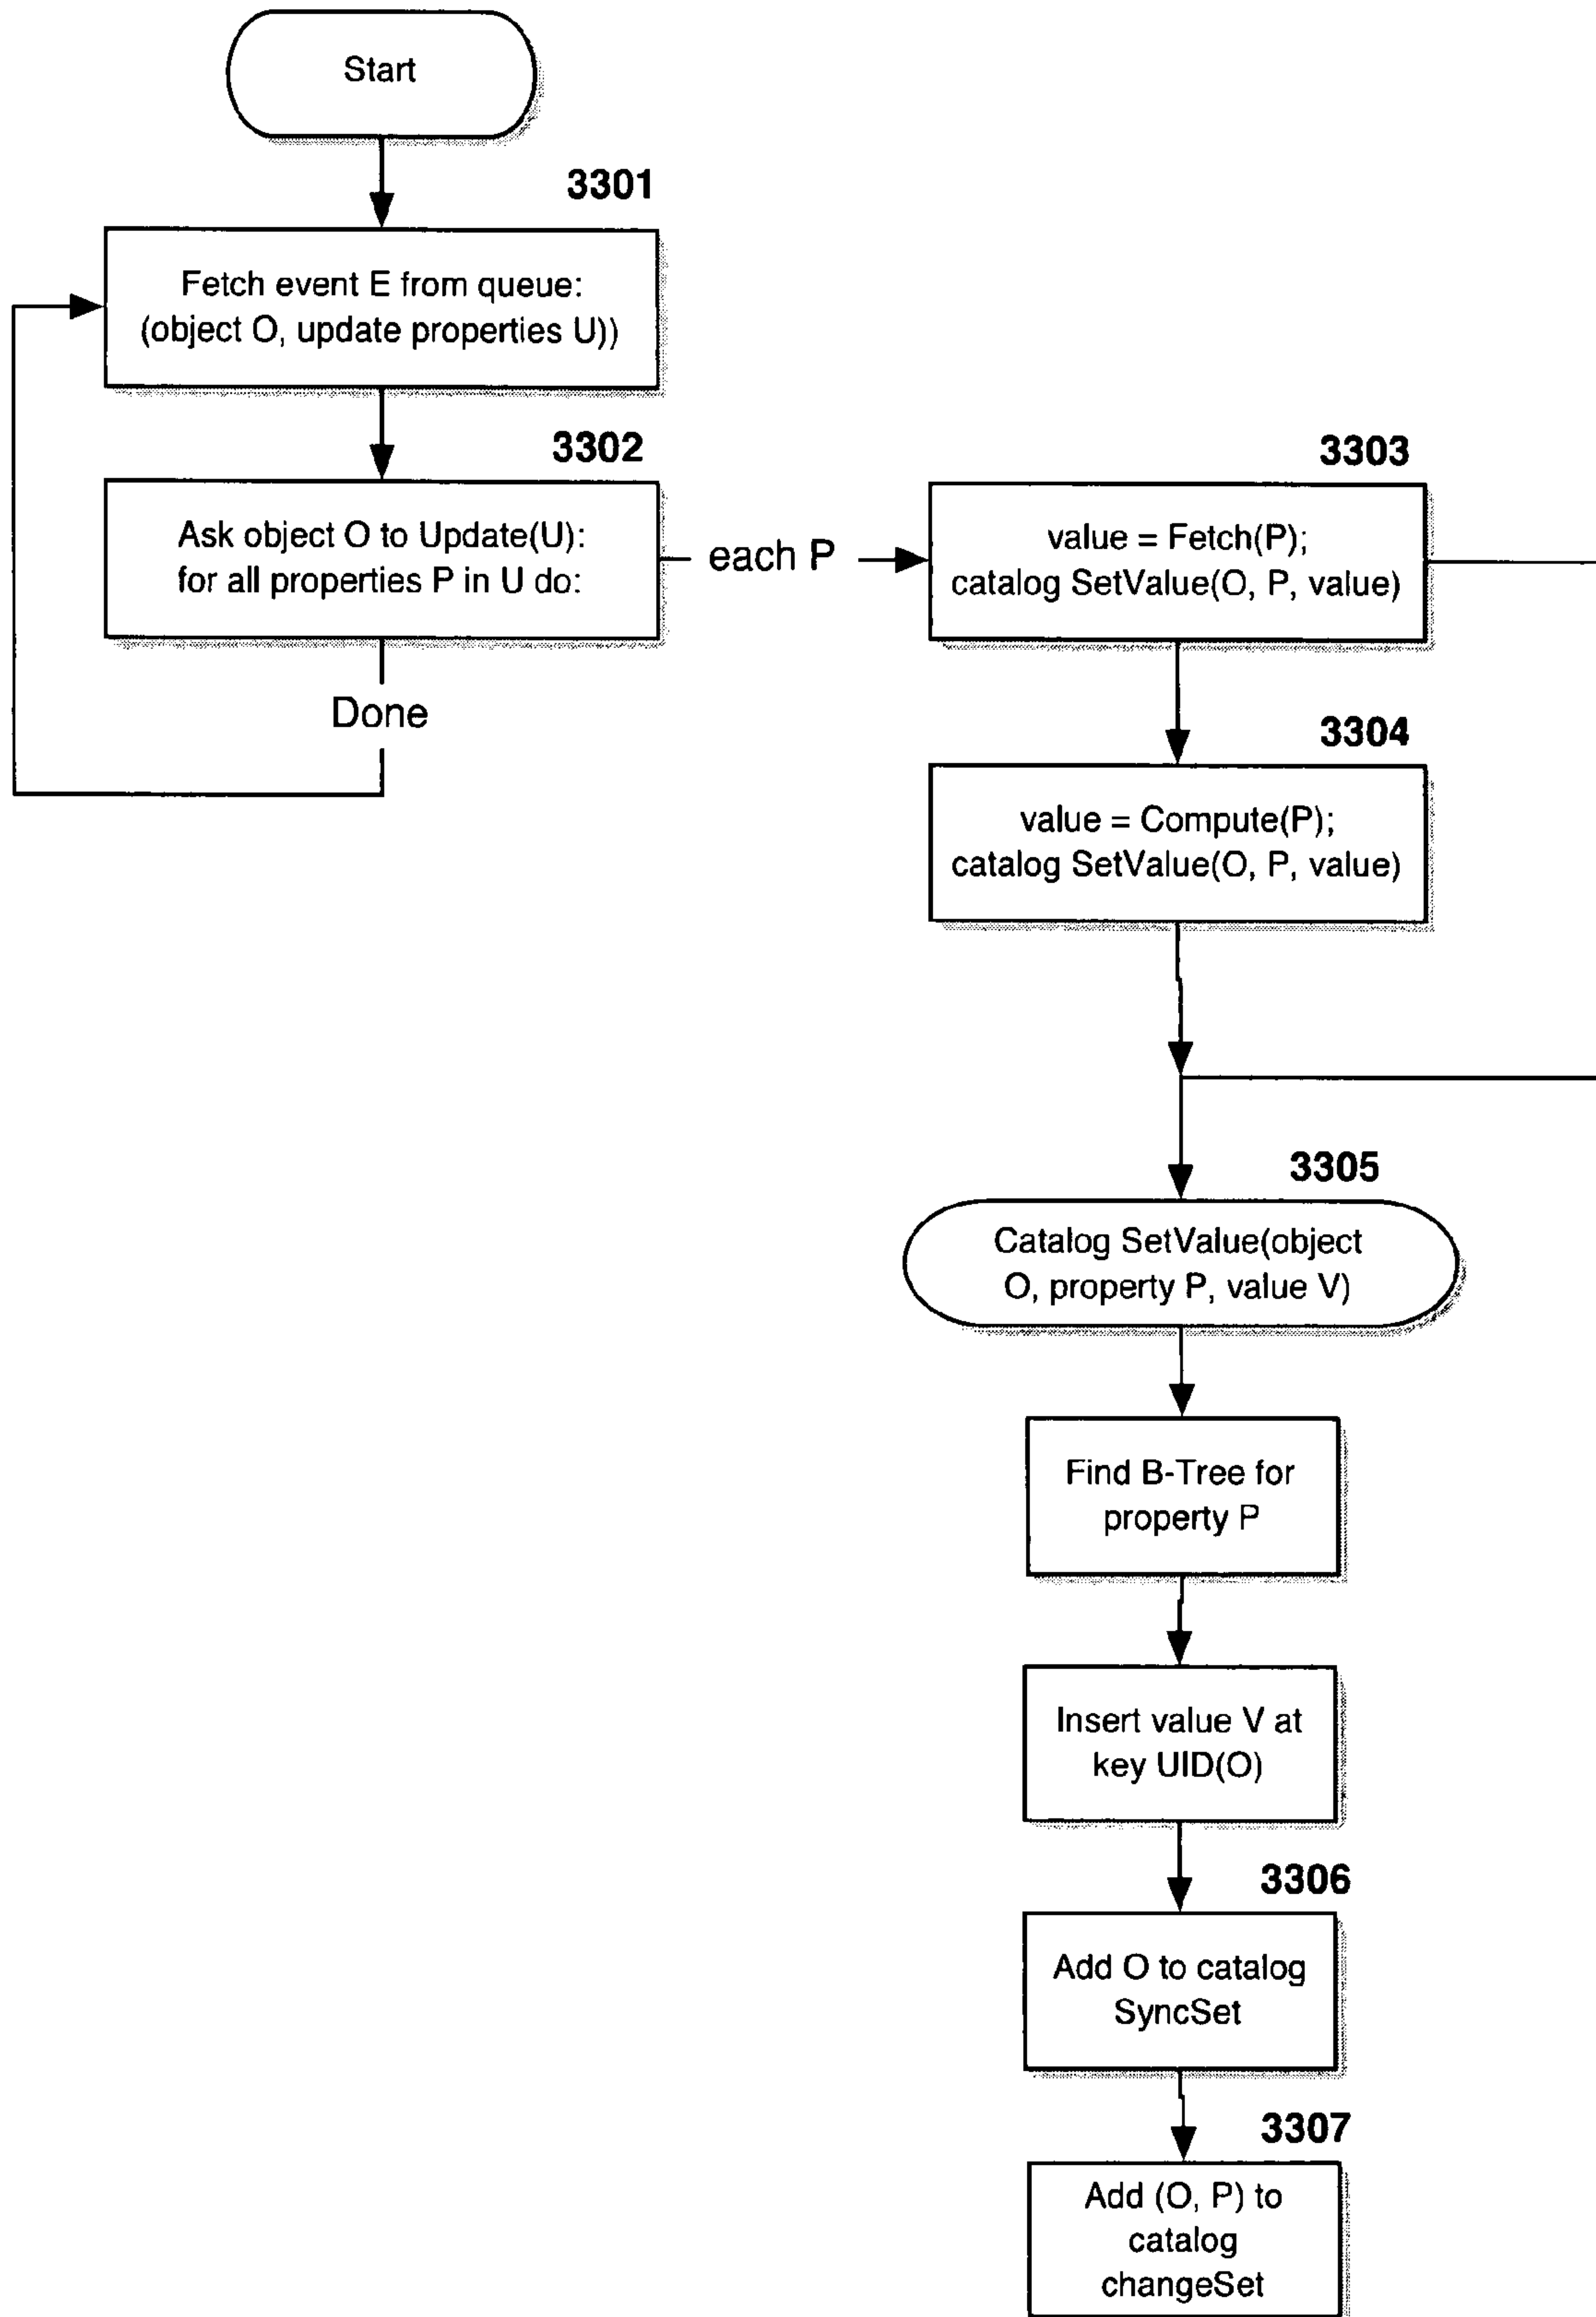 Start
3301
Fetch event E from queue:
(object O, update properties U))
3302
Ask object O to Update(U):
for all properties P in U do:
each P
Done
3303
value = Fetch(P);
catalog SetValue(O, P, value)
3304
value = Compute(P);
catalog SetValue(O, P, value)
3305
Catalog SetValue(object
O, property P, value V)
Find B-Tree for
property P
Insert value V at
key UID(O)
3306
Add O to catalog
SyncSet
3307
Add (O, P) to
catalog
changeSet